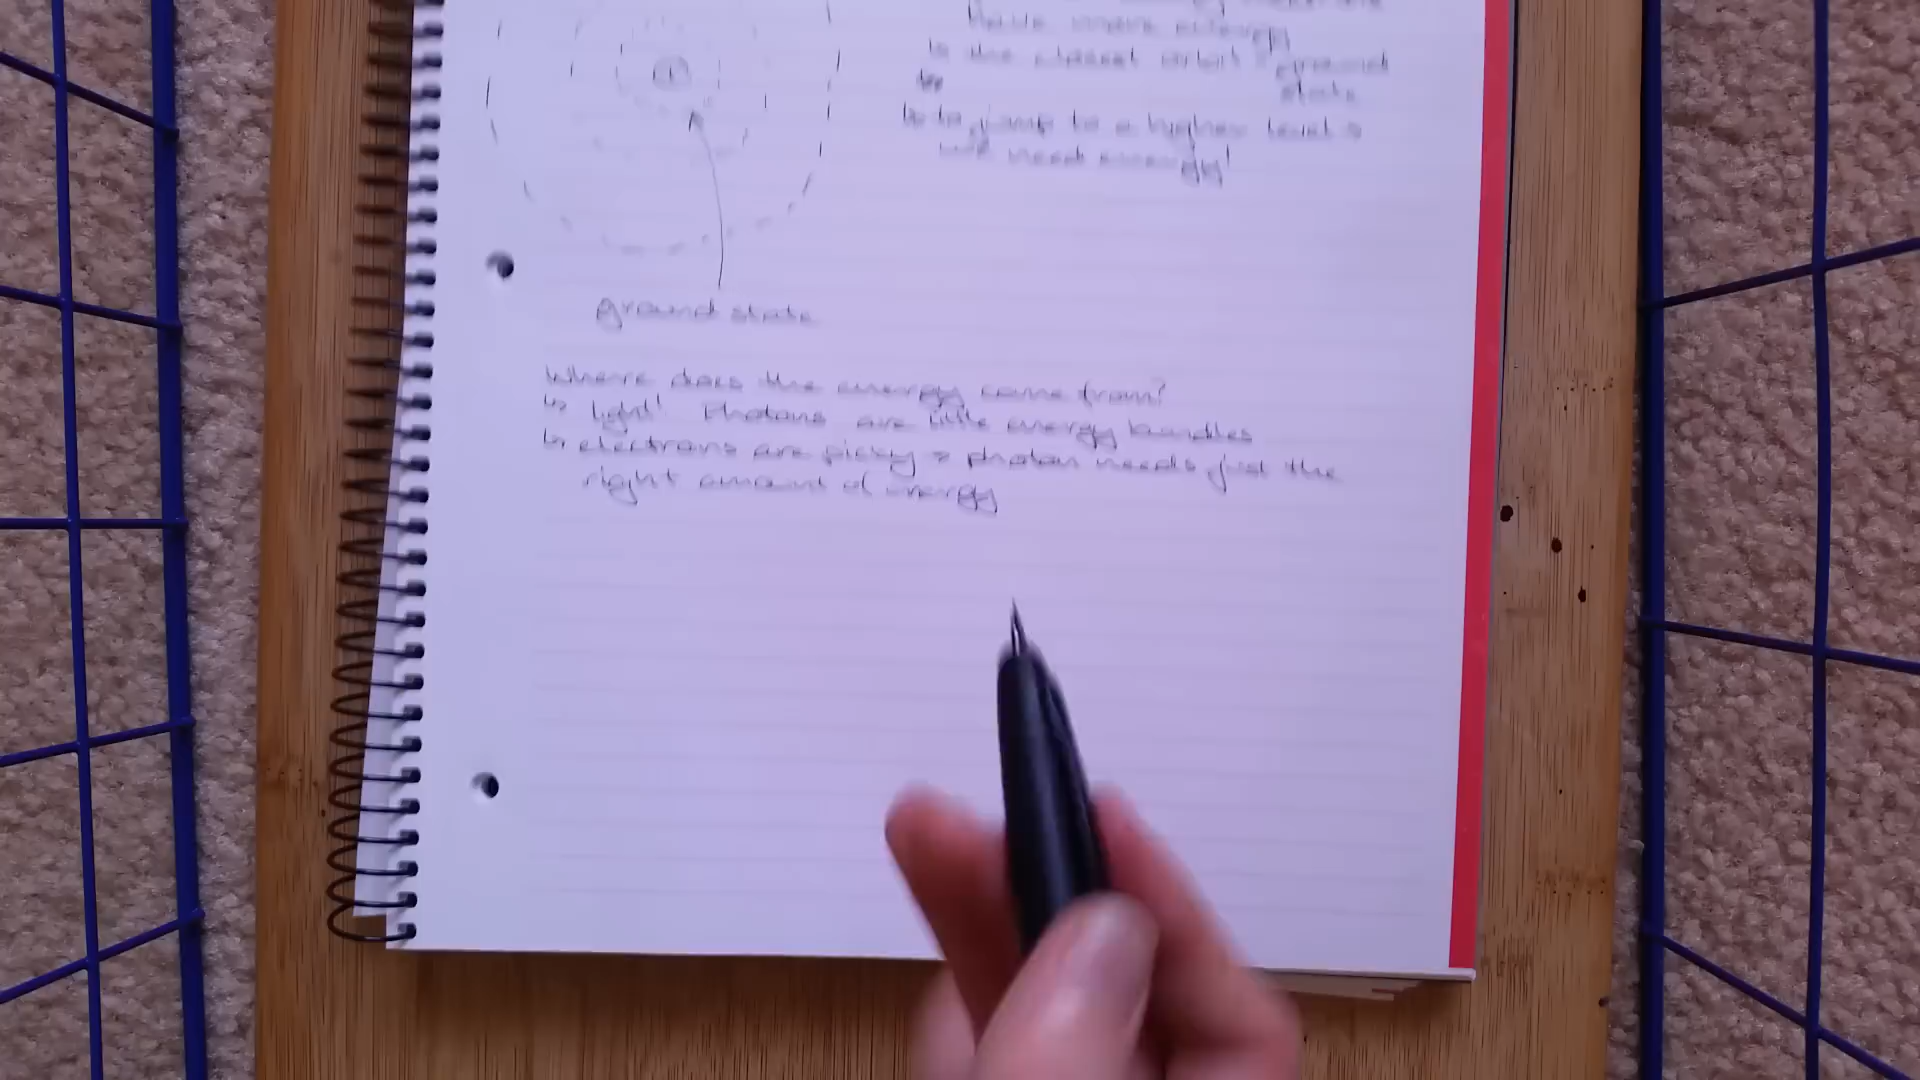 have more energy
↳ the closest orbit = ground
state
↳ to jump to a higher level >
we need energy!
ground state
Where does the energy come from?
↳ light! Photons are little energy bundles
↳ electrons are picky > photon needs just the
right amount of energy